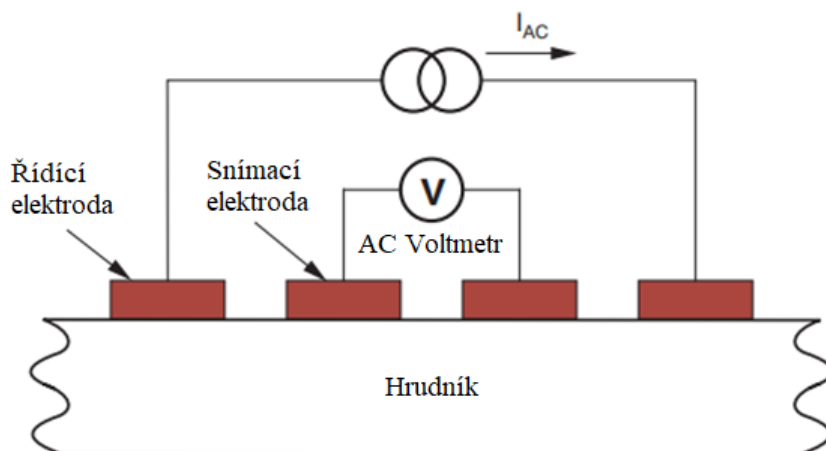 I_AC
Řídící
elektroda
Snímací
elektroda
V
AC Voltmetr
Hrudník